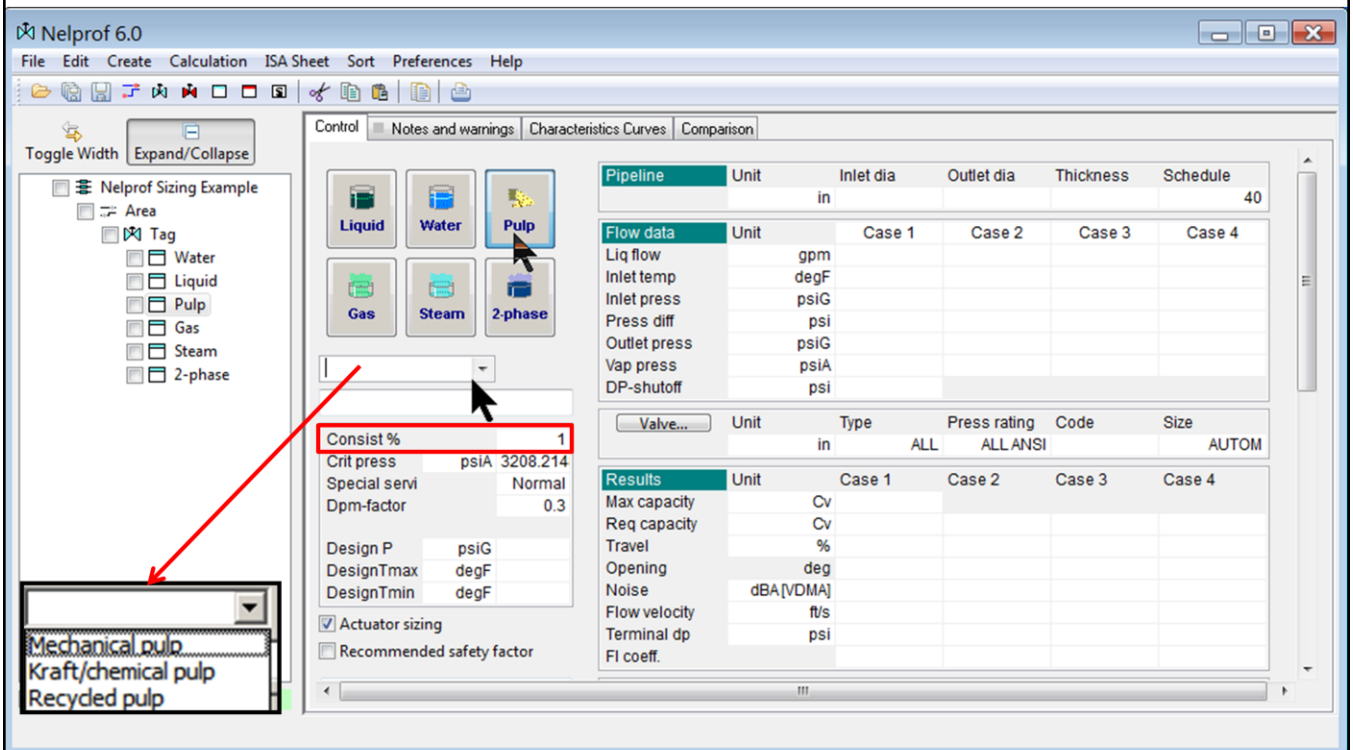 Nelprof 6.0
File Edit Create Calculation ISA Sheet Sort Preferences Help
Toggle Width Expand/Collapse
Nelprof Sizing Example
Area
Tag
Water
Liquid
Pulp
Gas
Steam
2-phase
Mechanical pulp
Kraft/chemical pulp
Recycled pulp
Control Notes and warnings Characteristics Curves Comparison
Liquid Water Pulp
Gas Steam 2-phase
Consist % 1
Crit press psiA 3208.214
Special servi Normal
Dpm-factor 0.3
Design P psiG
DesignTmax degF
DesignTmin degF
Actuator sizing
Recommended safety factor
Pipeline Unit Inlet dia Outlet dia Thickness Schedule
in 40
Flow data Unit Case 1 Case 2 Case 3 Case 4
Liq flow gpm
Inlet temp degF
Inlet press psiG
Press diff psi
Outlet press psiG
Vap press psiA
DP-shutoff psi
Valve... Unit Type Press rating Code Size
in ALL ALL ANSI AUTOM
Results Unit Case 1 Case 2 Case 3 Case 4
Max capacity Cv
Req capacity Cv
Travel %
Opening deg
Noise dBA[VDMA]
Flow velocity ft/s
Terminal dp psi
Fl coeff.